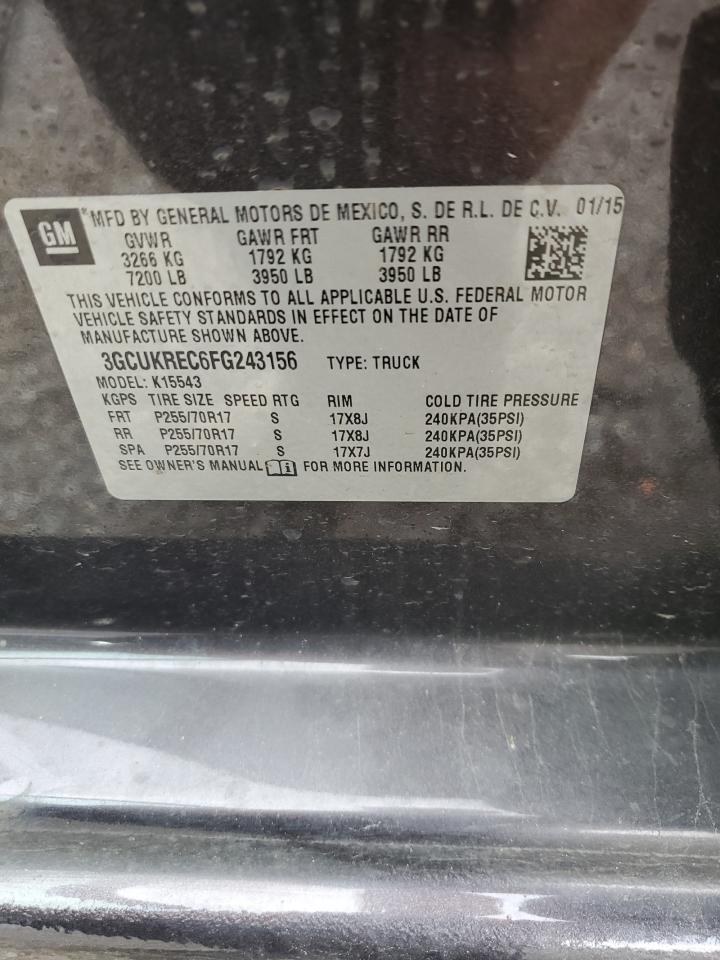 GM
*MFD BY GENERAL MOTORS DE MEXICO, S. DE R.L. DE C.V. 01/15
GVWR GAWR FRT GAWR RR
3266 KG 1792 KG 1792 KG
7200 LB 3950 LB 3950 LB
THIS VEHICLE CONFORMS TO ALL APPLICABLE U.S. FEDERAL MOTOR
VEHICLE SAFETY STANDARDS IN EFFECT ON THE DATE OF
MANUFACTURE SHOWN ABOVE.
3GCUKREC6FG243156 TYPE: TRUCK
MODEL: K15543
KGPS TIRE SIZE SPEED RTG RIM COLD TIRE PRESSURE
FRT P255/70R17 S 17X8J 240KPA(35PSI)
RR P255/70R17 S 17X8J 240KPA(35PSI)
SPA P255/70R17 S 17X7J 240KPA(35PSI)
SEE OWNER'S MANUAL i FOR MORE INFORMATION.